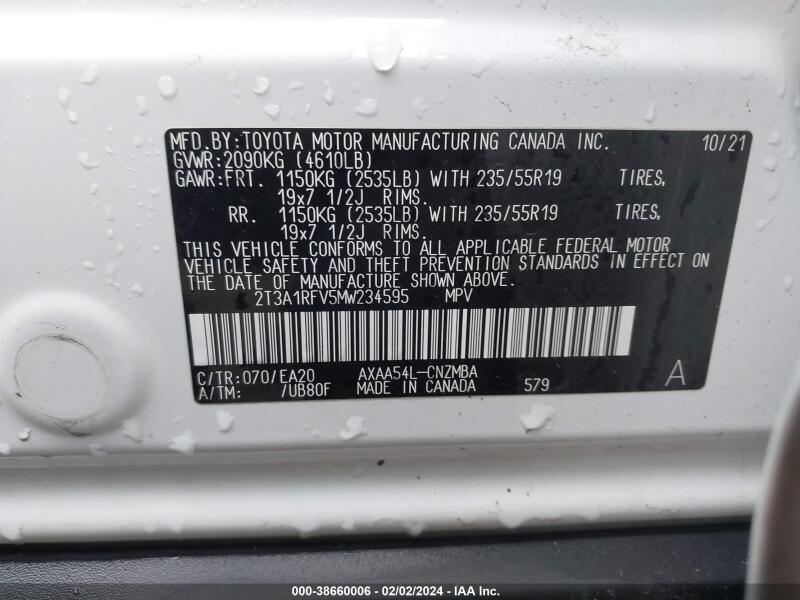 MFD.BY:TOYOTA MOTOR MANUFACTURING CANADA INC. 10/21
GVWR:2090KG (4610LB)
GAWR:FRT. 1150KG (2535LB) WITH 235/55R19 TIRES,
19x7 1/2J RIMS.
RR. 1150KG (2535LB) WITH 235/55R19 TIRES,
19x7 1/2J RIMS.
THIS VEHICLE CONFORMS TO ALL APPLICABLE FEDERAL MOTOR
VEHICLE SAFETY AND THEFT PREVENTION STANDARDS IN EFFECT ON
THE DATE OF MANUFACTURE SHOWN ABOVE.
2T3A1RFV5MW234595 MPV
C/TR:070/EA20 AXAA54L-CNZMBA
A/TM: /UB80F MADE IN CANADA 579 A
000-38660006 - 02/02/2024 - IAA Inc.